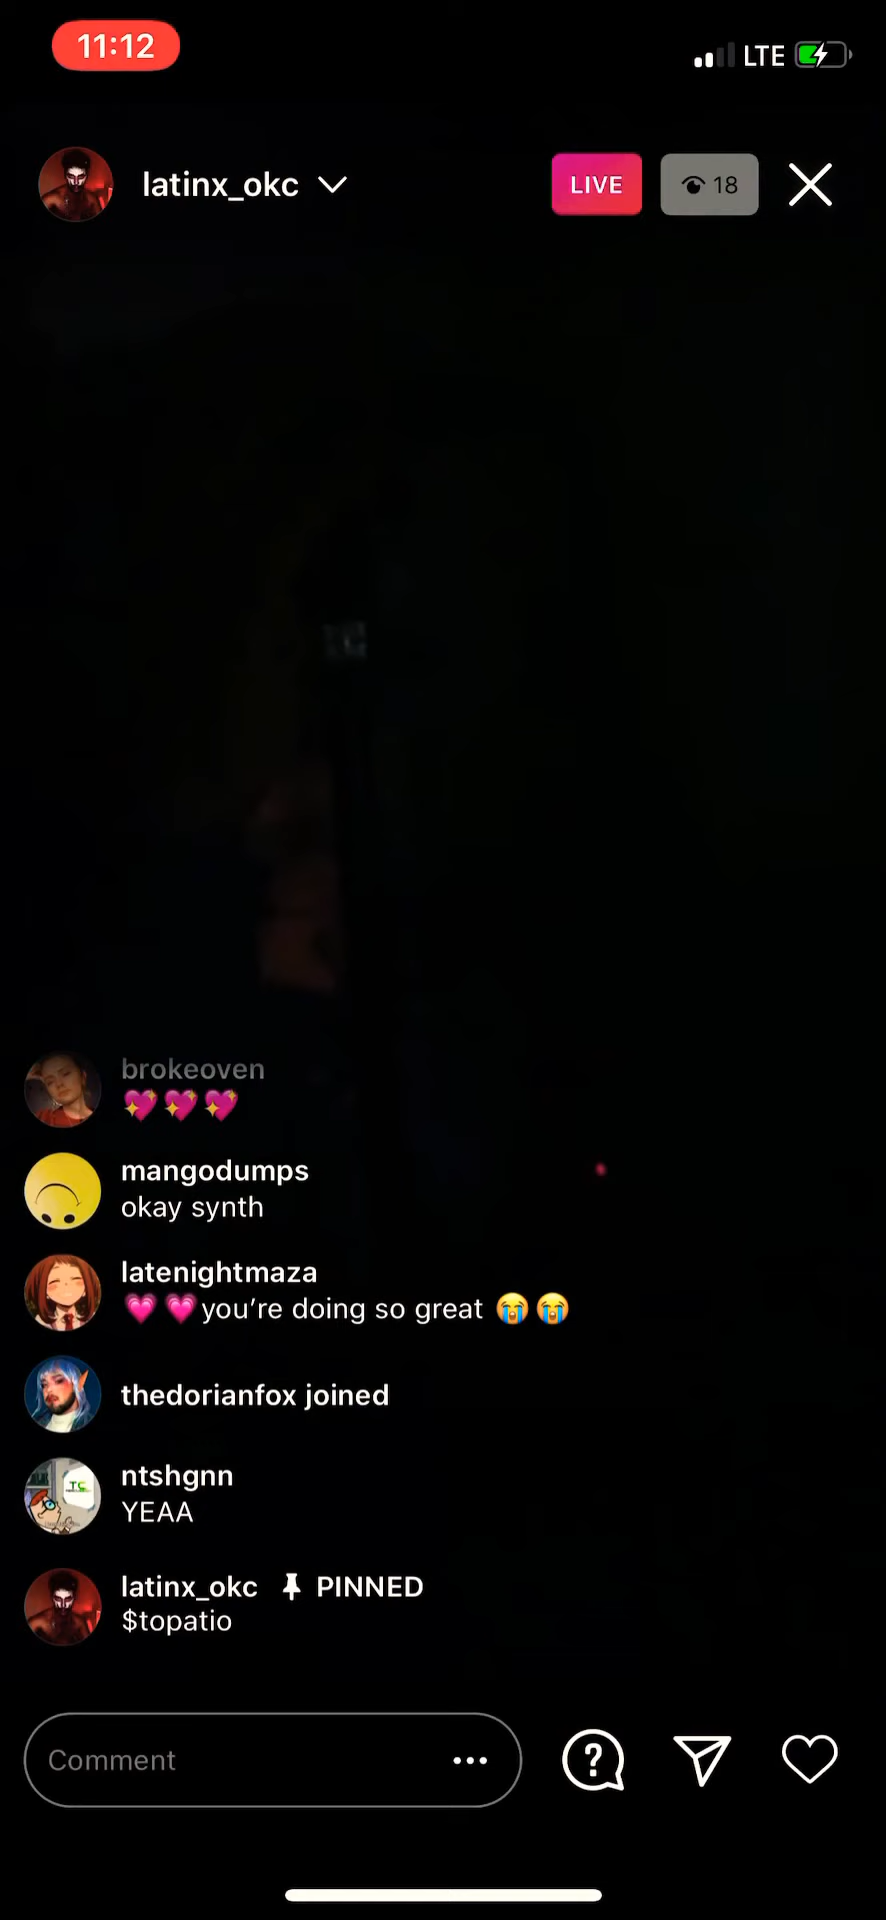 11:12
LTE
latinx_okc
LIVE
18
brokeoven
💖💖💖
mangodumps
okay synth
latenightmaza
💗💗you’re doing so great 😭😭
thedorianfox joined
ntshgnn
YEAA
latinx_okc PINNED
$topatio
Comment